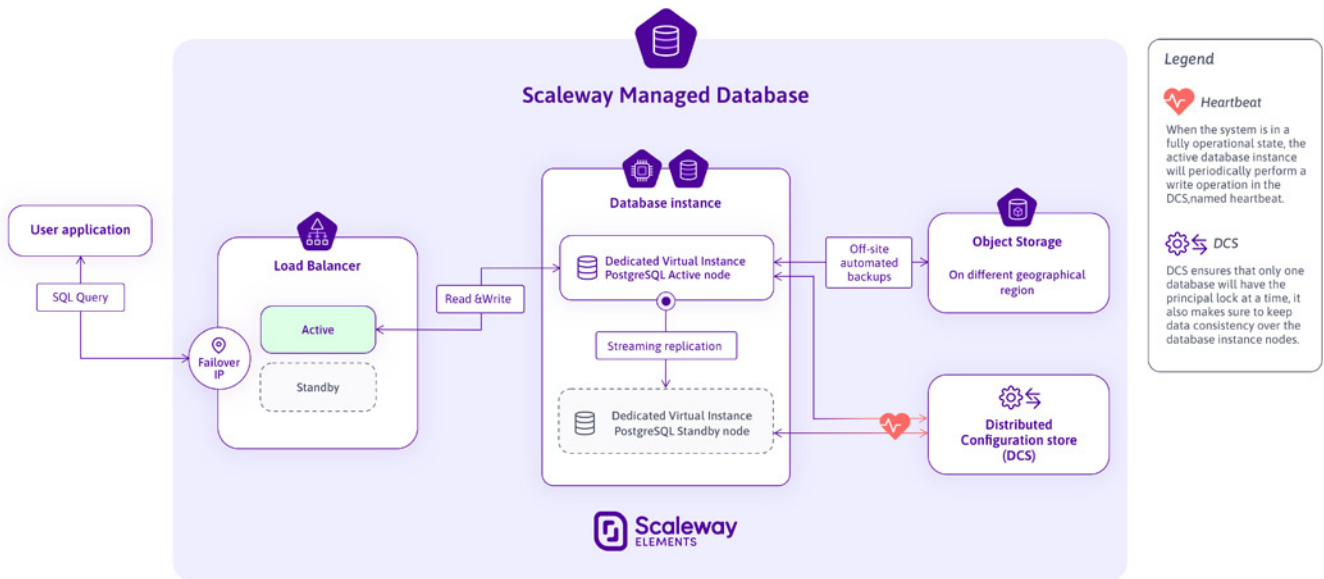 Scaleway Managed Database
User application
SQL Query
Failover
IP
Load Balancer
Active
Standby
Read &Write
Database instance
Dedicated Virtual Instance
PostgreSQL Active node
Streaming replication
Dedicated Virtual Instance
PostgreSQL Standby node
Off-site
automated
backups
Object Storage
On different geographical
region
Distributed
Configuration store
(DCS)
Scaleway
ELEMENTS
Legend
Heartbeat
When the system is in a
fully operational state, the
active database instance
will periodically perform a
write operation in the
DCS,named heartbeat.
DCS
DCS ensures that only one
database will have the
principal lock at a time, it
also makes sure to keep
data consistency over the
database instance nodes.